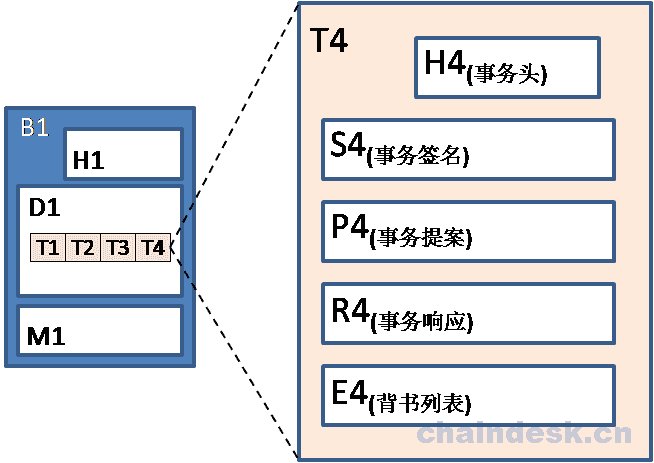 B1
H1
D1
T1 T2 T3 T4
M1
T4
H4(事务头)
S4(事务签名)
P4(事务提案)
R4(事务响应)
E4(背书列表)
chaindesk.cn